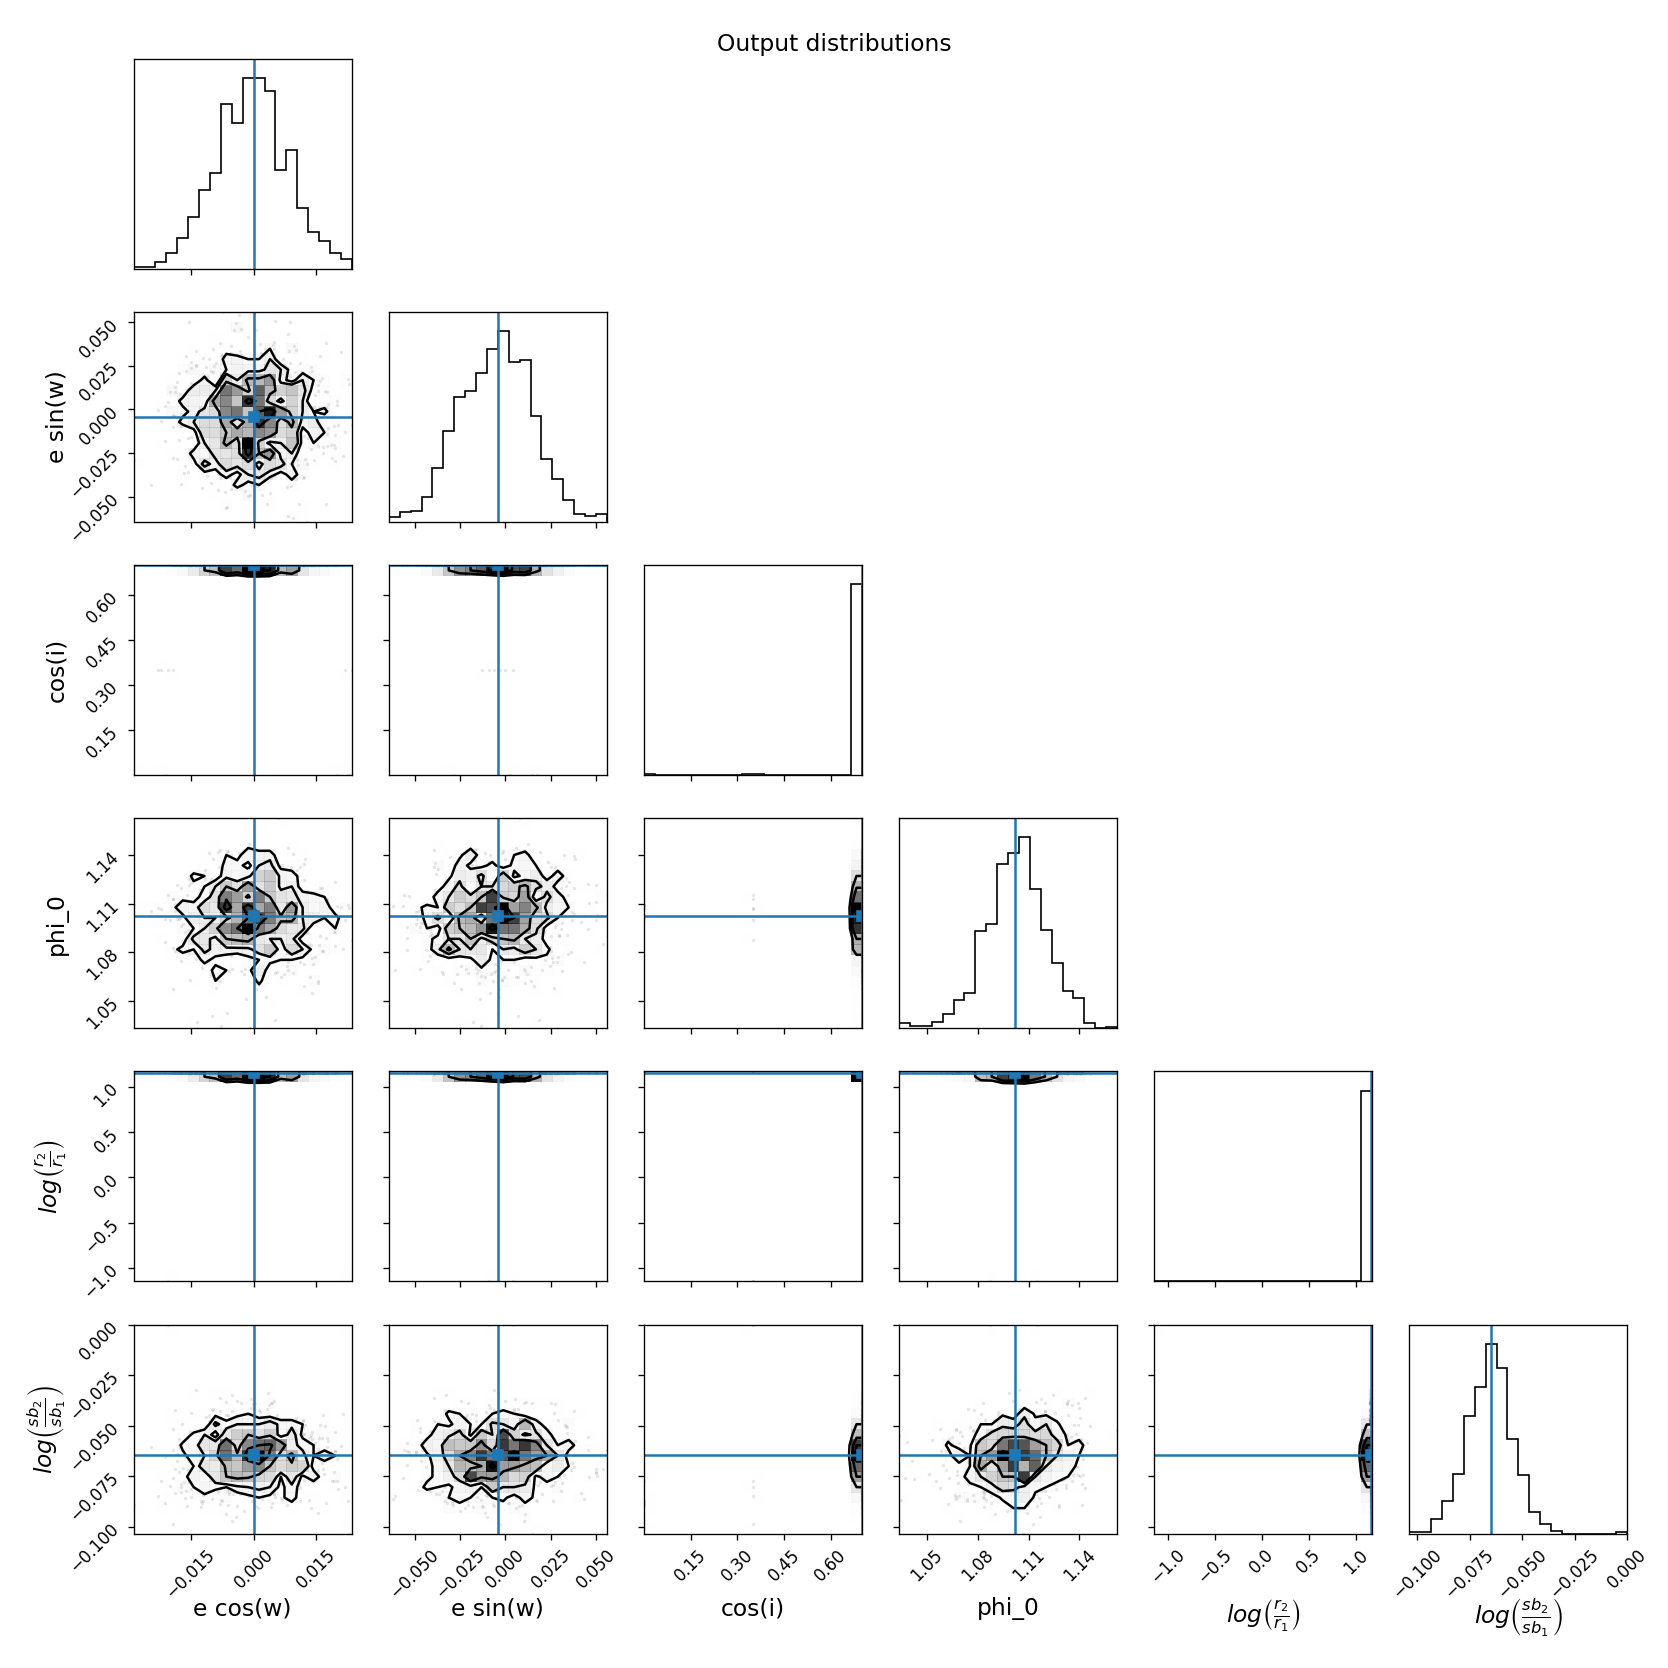 Output distributions
e sin(w)
0.050
0.025
0.000
−0.025
−0.050
cos(i)
0.60
0.45
0.30
0.15
phi_0
1.14
1.11
1.08
1.05
log(r₂/r₁)
1.0
0.5
0.0
−0.5
−1.0
log(sb₂/sb₁)
0.000
−0.025
−0.050
−0.075
−0.100
−0.015 0.000 0.015
−0.050 −0.025 0.000 0.025 0.050
0.15 0.30 0.45 0.60
1.05 1.08 1.11 1.14
−1.0 −0.5 0.0 0.5 1.0
−0.100 −0.075 −0.050 −0.025 0.000
e cos(w)
e sin(w)
cos(i)
phi_0
log(r₂/r₁)
log(sb₂/sb₁)